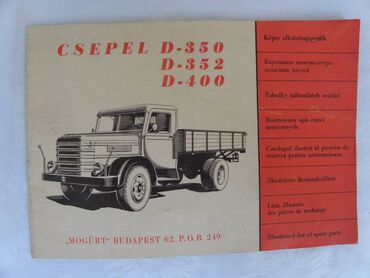 CSEPEL D-350
D-352
D-400
„MOGÜRT“ BUDAPEST 62. P.O.B. 249
Képes alkatrészjegyzék
Картинная номенклатура
запасных частей
Tabulky náhradních součástí
Ilustrowany spis części
zamiennych
Catalogul ilustrat al pieselor de
rezervă pentru autocamioane
Illustrierte Bestandteilliste
Liste illustrée
des pièces de rechange
Illustrated list of spare parts